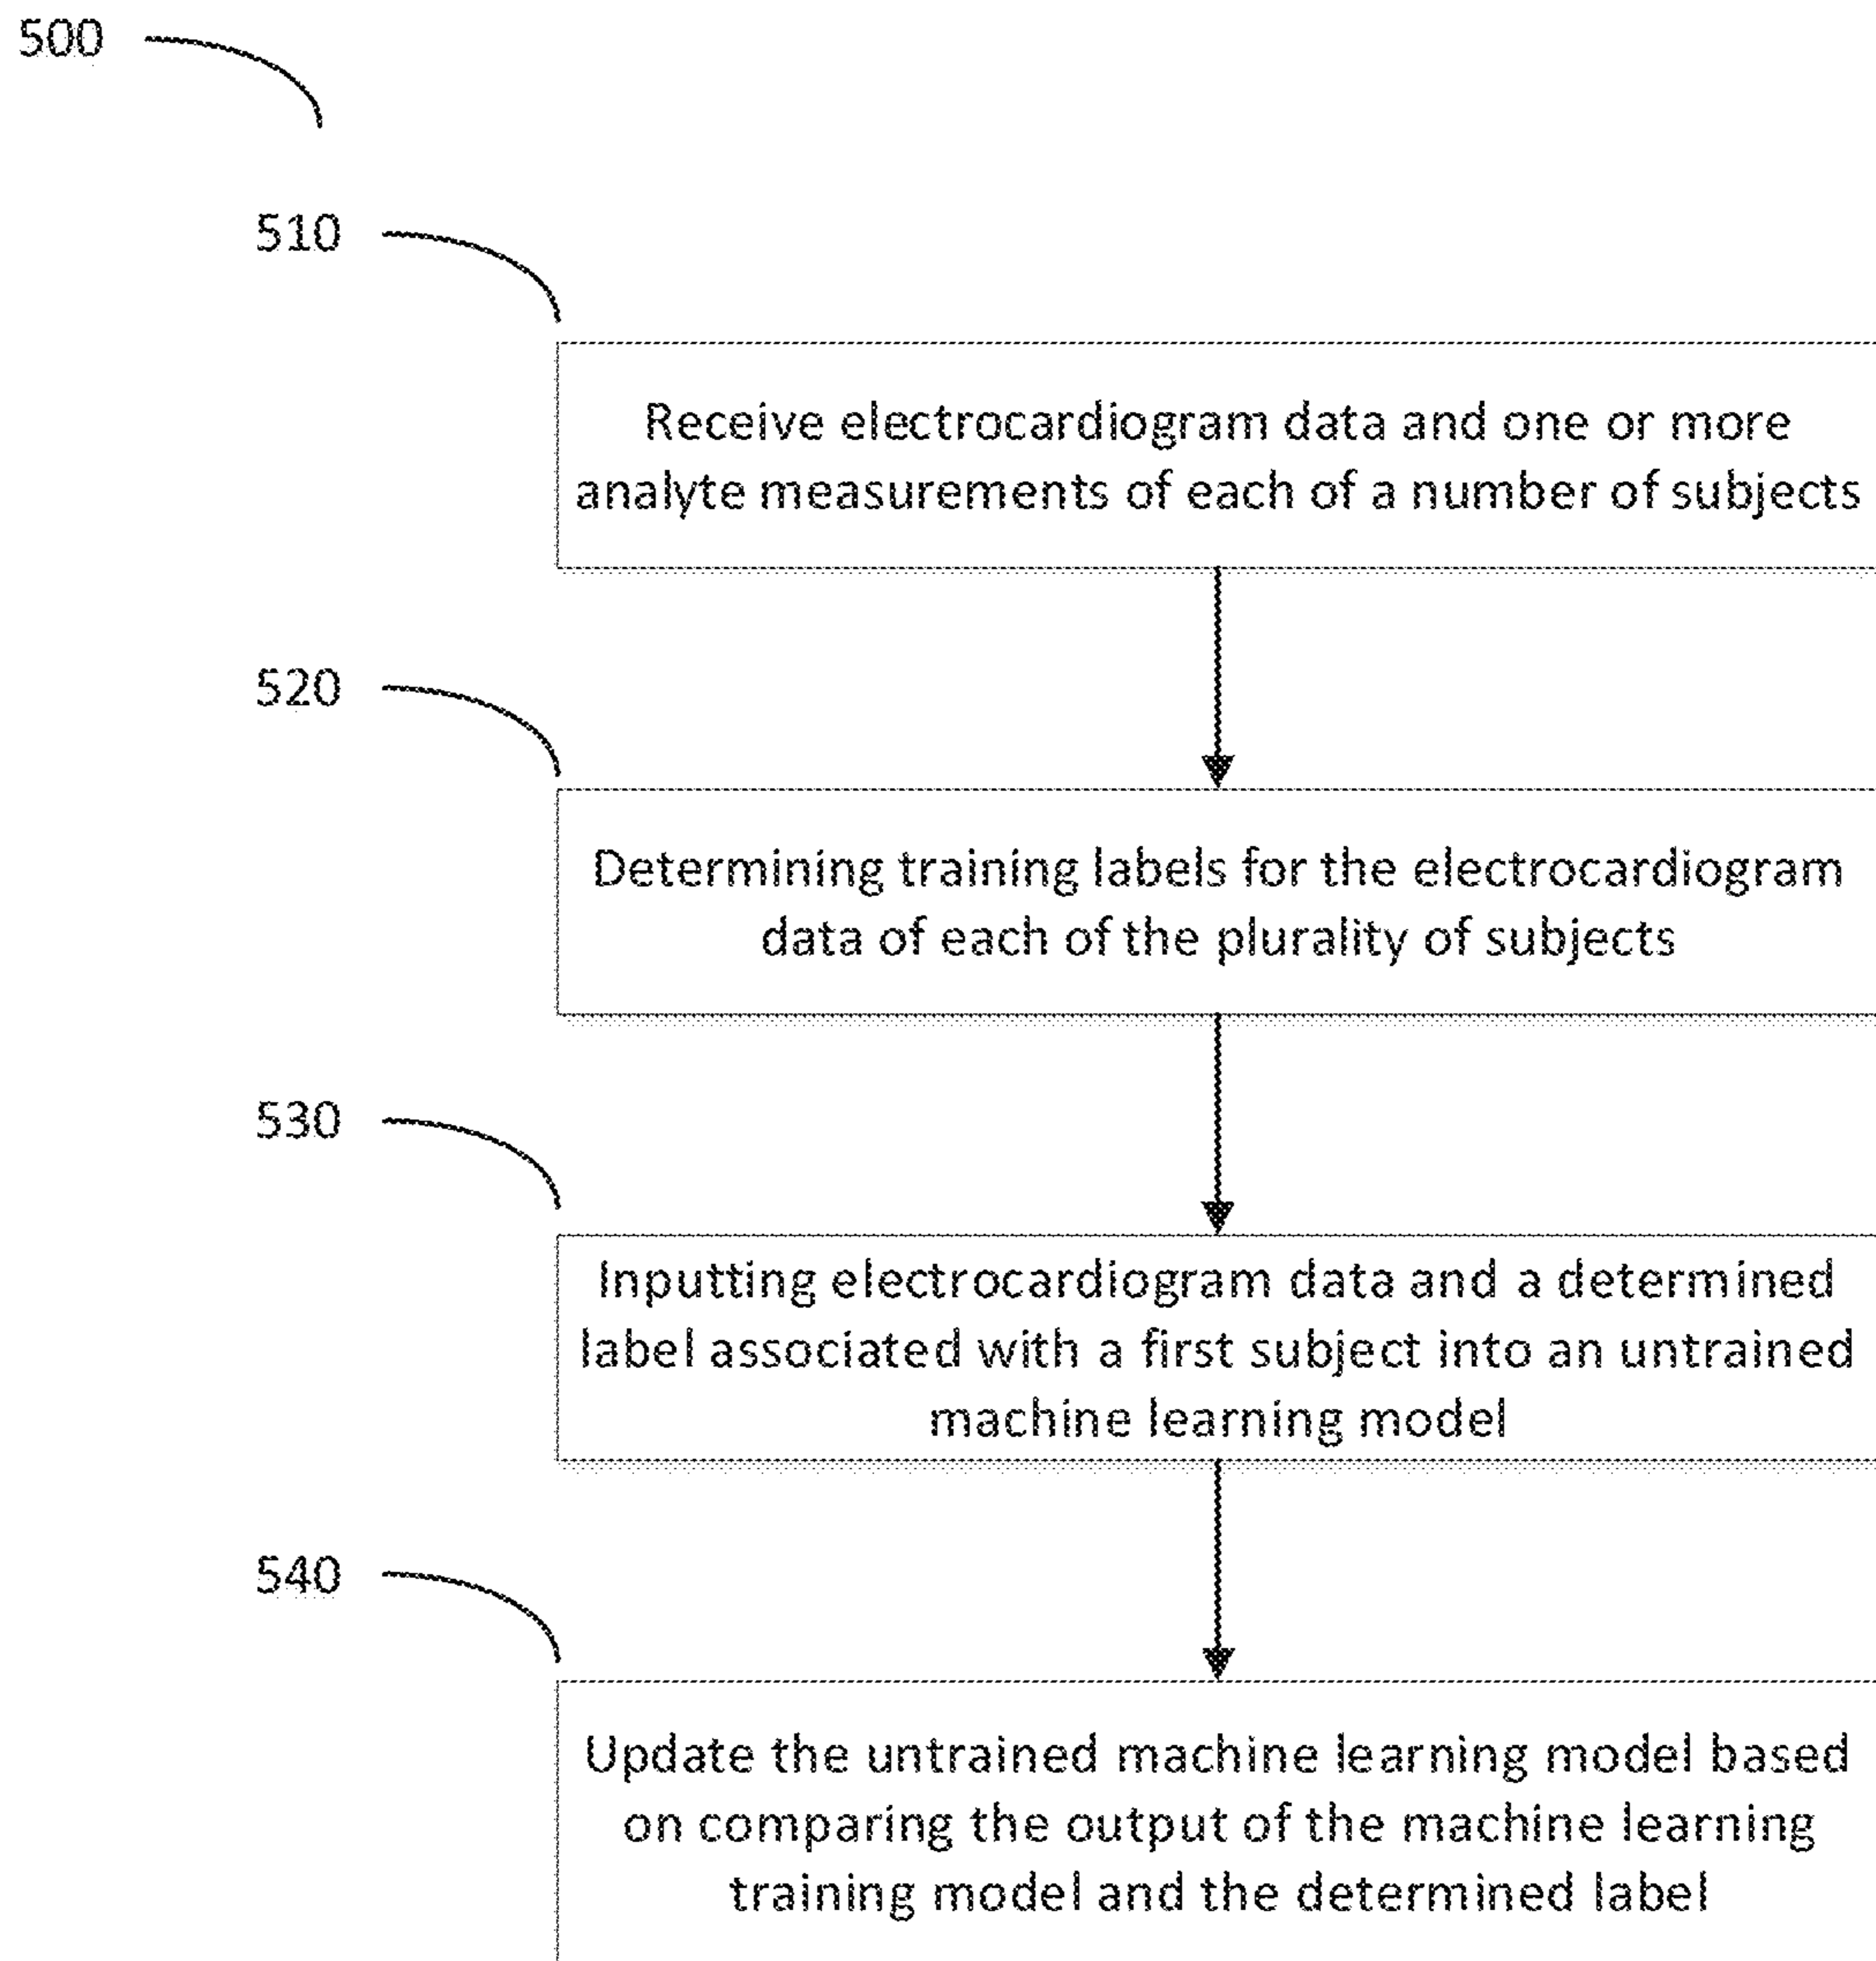 500
510
Receive electrocardiogram data and one or more
analyte measurements of each of a number of subjects
520
Determining training labels for the electrocardiogram
data of each of the plurality of subjects
530
Inputting electrocardiogram data and a determined
label associated with a first subject into an untrained
machine learning model
540
Update the untrained machine learning model based
on comparing the output of the machine learning
training model and the determined label